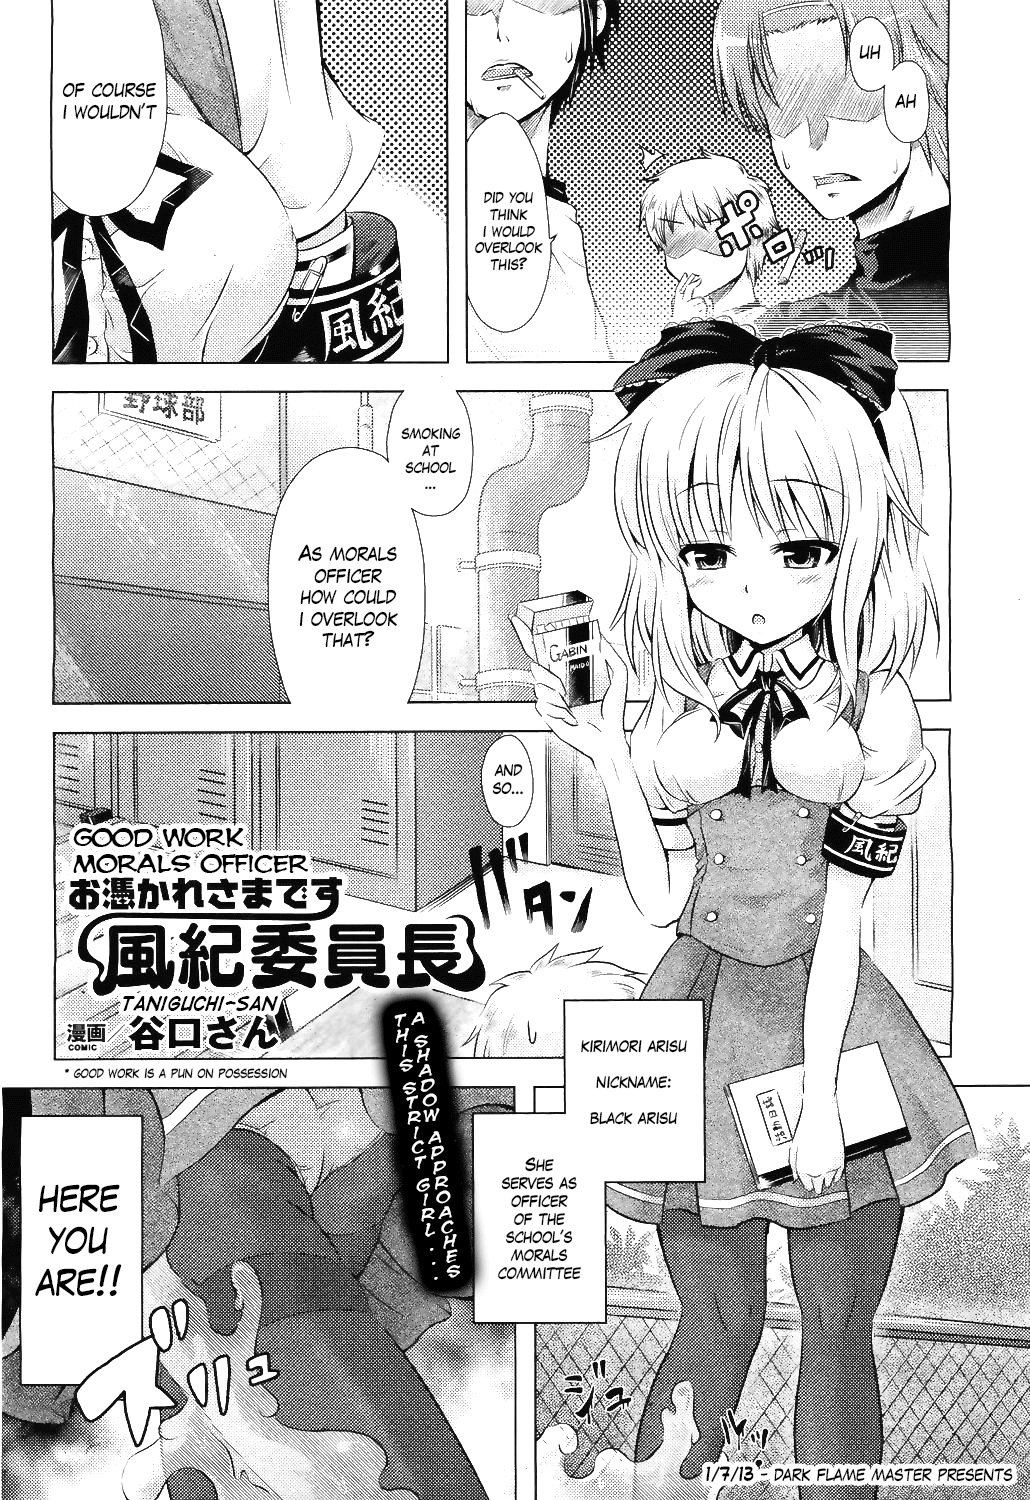 UH
AH
ポロッ
DID YOU
THINK
I WOULD
OVERLOOK
THIS?
OF COURSE
I WOULDN'T
風紀
野球部
SMOKING
AT
SCHOOL
...
AS MORALS
OFFICER
HOW COULD
I OVERLOOK
THAT?
GABIN
風紀
AND
SO...
バタン
GOOD WORK
MORALS OFFICER
お憑かれさまです
風紀委員長
TANIGUCHI-SAN
漫画
COMIC
谷口さん
* GOOD WORK IS A PUN ON POSSESSION
A SHADOW APPROACHES
THIS STRICT GIRL...
KIRIMORI ARISU
NICKNAME:
BLACK ARISU
SHE
SERVES AS
OFFICER
OF THE
SCHOOL'S
MORALS
COMMITTEE
HERE
YOU
ARE!!
ズ
ュ
ジュ
1/7/13 - DARK FLAME MASTER PRESENTS